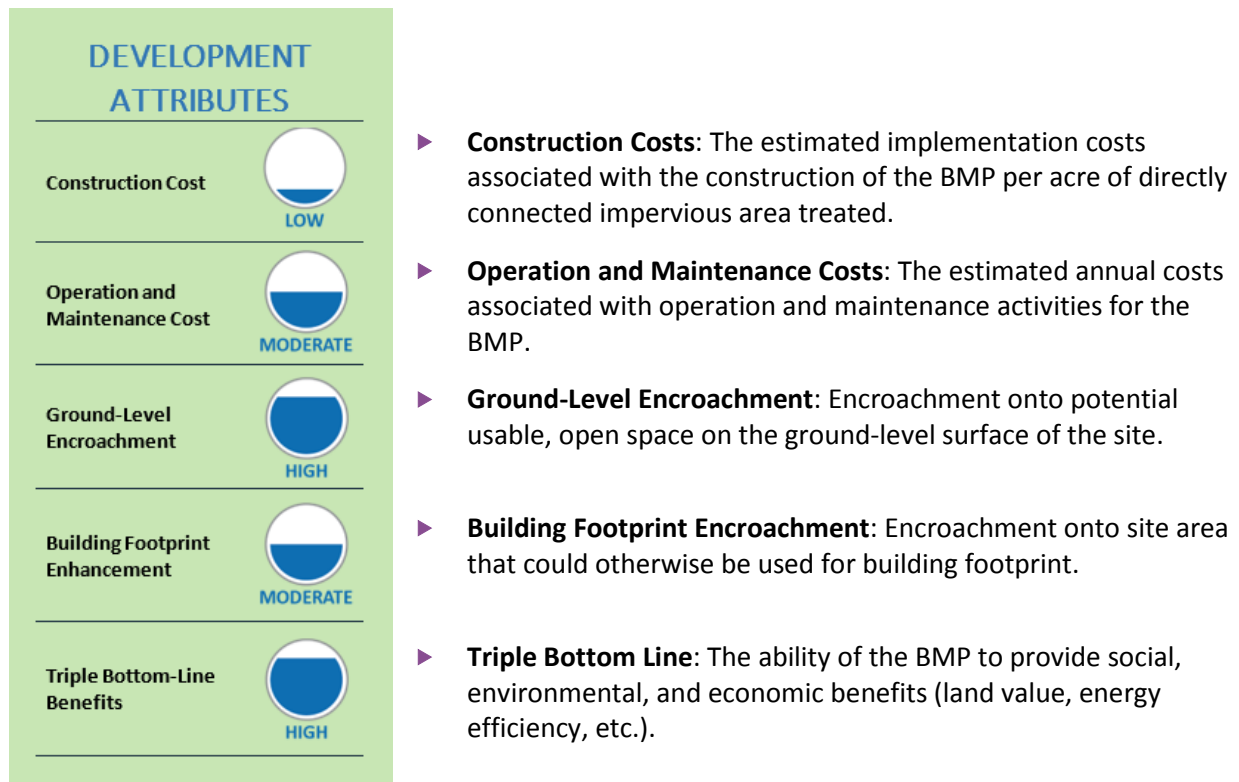 DEVELOPMENT
ATTRIBUTES
Construction Cost
LOW
Operation and
Maintenance Cost
MODERATE
Ground-Level
Encroachment
HIGH
Building Footprint
Enhancement
MODERATE
Triple Bottom-Line
Benefits
HIGH
Construction Costs: The estimated implementation costs
associated with the construction of the BMP per acre of directly
connected impervious area treated.
Operation and Maintenance Costs: The estimated annual costs
associated with operation and maintenance activities for the
BMP.
Ground-Level Encroachment: Encroachment onto potential
usable, open space on the ground-level surface of the site.
Building Footprint Encroachment: Encroachment onto site area
that could otherwise be used for building footprint.
Triple Bottom Line: The ability of the BMP to provide social,
environmental, and economic benefits (land value, energy
efficiency, etc.).